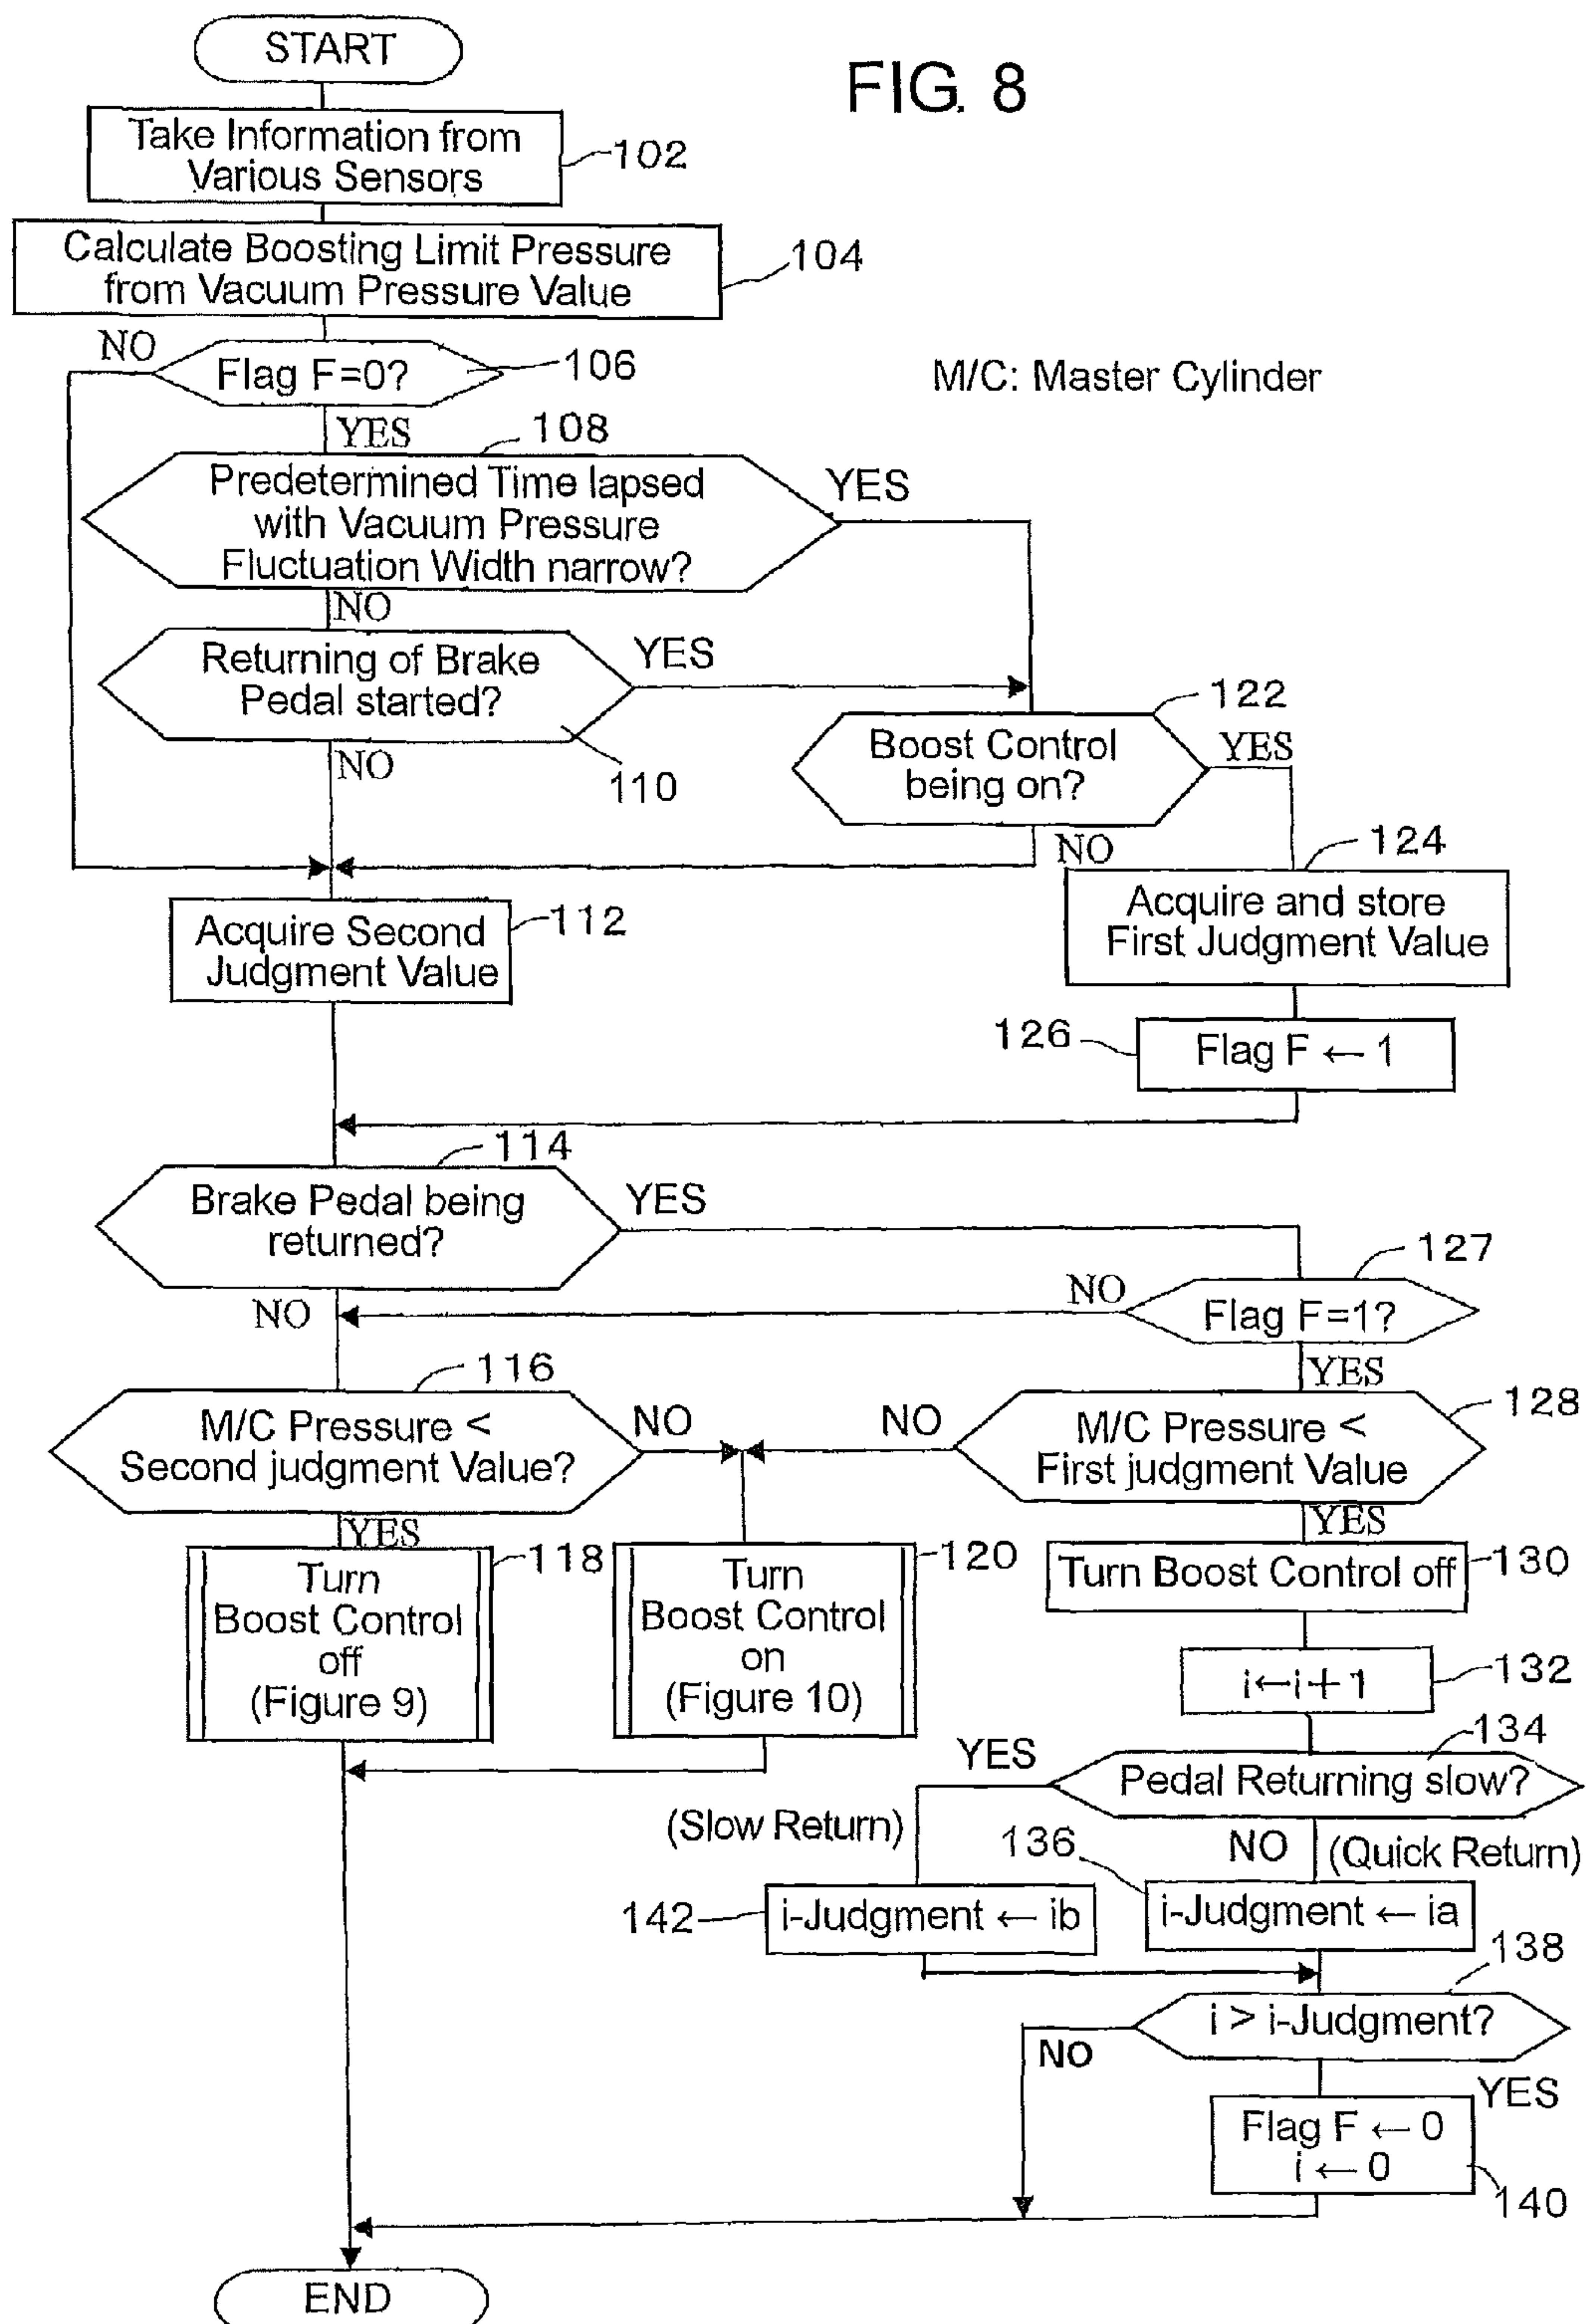 START
FIG. 8
Take Information from
Various Sensors
102
Calculate Boosting Limit Pressure
from Vacuum Pressure Value
104
NO
Flag F=0?
106
M/C: Master Cylinder
YES
108
Predetermined Time lapsed
with Vacuum Pressure
Fluctuation Width narrow?
YES
NO
Returning of Brake
Pedal started?
YES
110
NO
122
Boost Control
being on?
YES
NO
124
Acquire and store
First Judgment Value
Acquire Second
Judgment Value
112
126
Flag F ← 1
114
Brake Pedal being
returned?
YES
NO
127
NO
Flag F=1?
YES
116
M/C Pressure <
Second judgment Value?
NO
NO
M/C Pressure <
First judgment Value
128
YES
YES
Turn
Boost Control
off
(Figure 9)
118
Turn
Boost Control
on
(Figure 10)
120
Turn Boost Control off
130
i←i+1
132
134
YES
Pedal Returning slow?
(Slow Return)
NO
(Quick Return)
136
142
i-Judgment ← ib
i-Judgment ← ia
138
i > i-Judgment?
NO
YES
Flag F ← 0
i ← 0
140
END